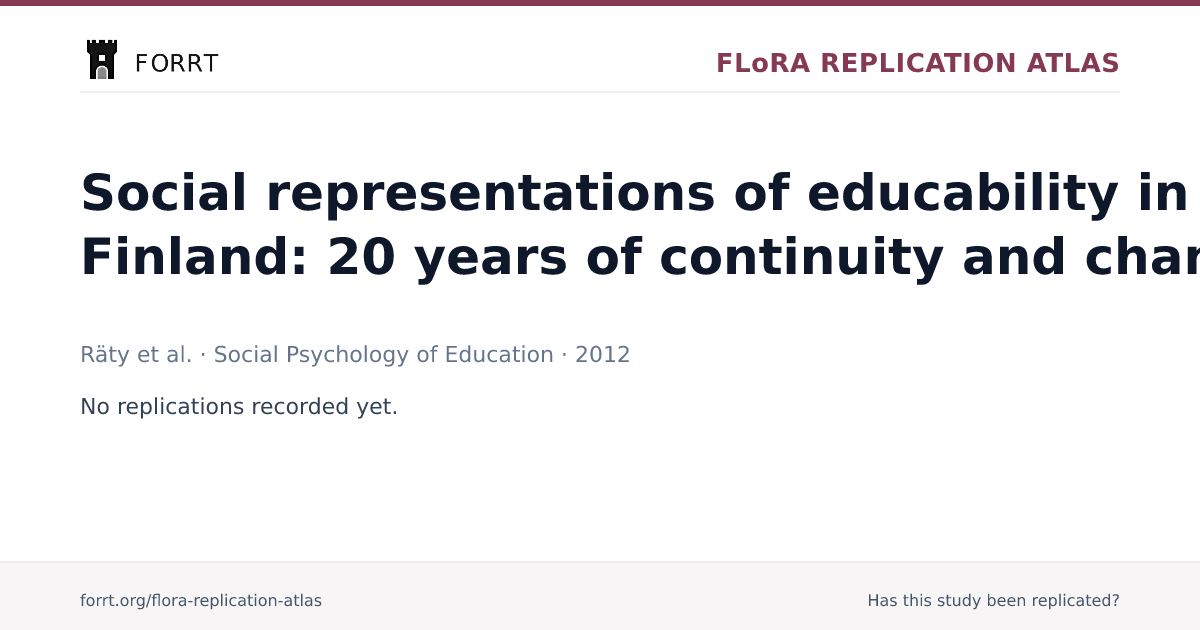 FORRT
FLoRA REPLICATION ATLAS
Social representations of educability in
Finland: 20 years of continuity and
Räty et al. · Social Psychology of Education · 2012
No replications recorded yet.
forrt.org/flora-replication-atlas
Has this study been replicated?